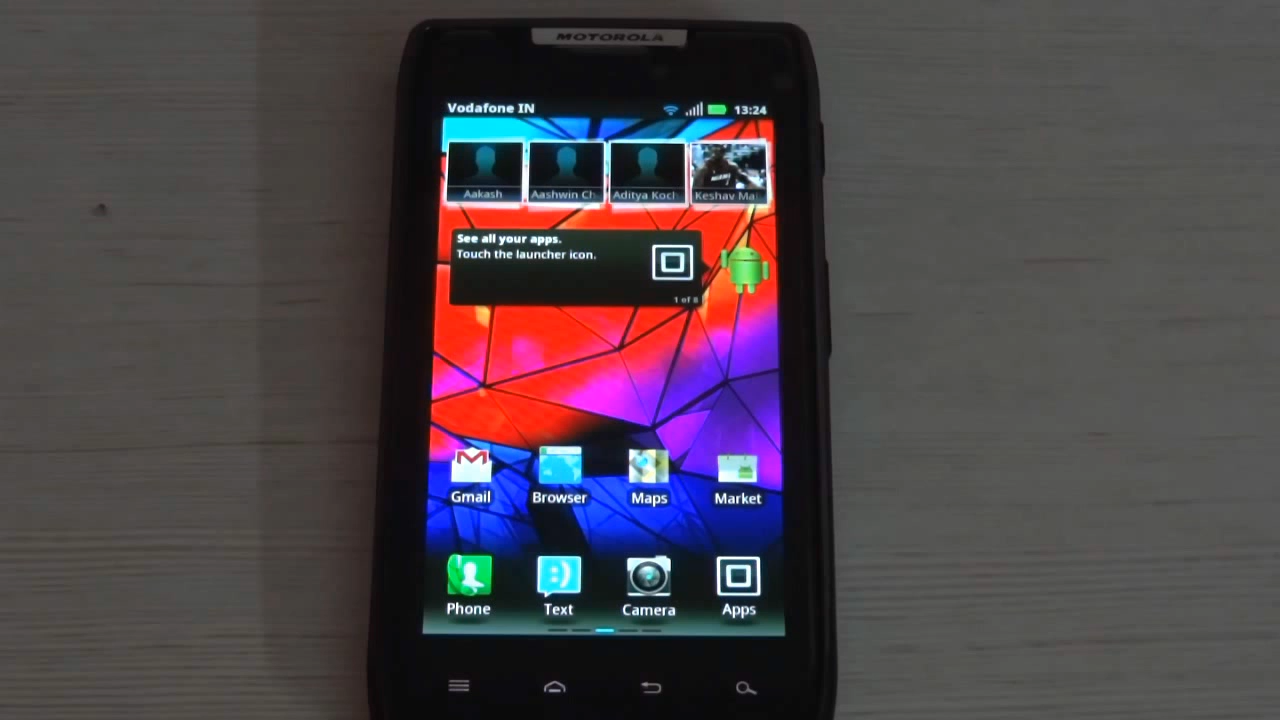 MOTOROLA
Vodafone IN 13:24
Aakash Aashwin Ch Aditya Koch Keshav Ma
See all your apps.
Touch the launcher icon.
1 of 8
Gmail Browser Maps Market
Phone Text Camera Apps